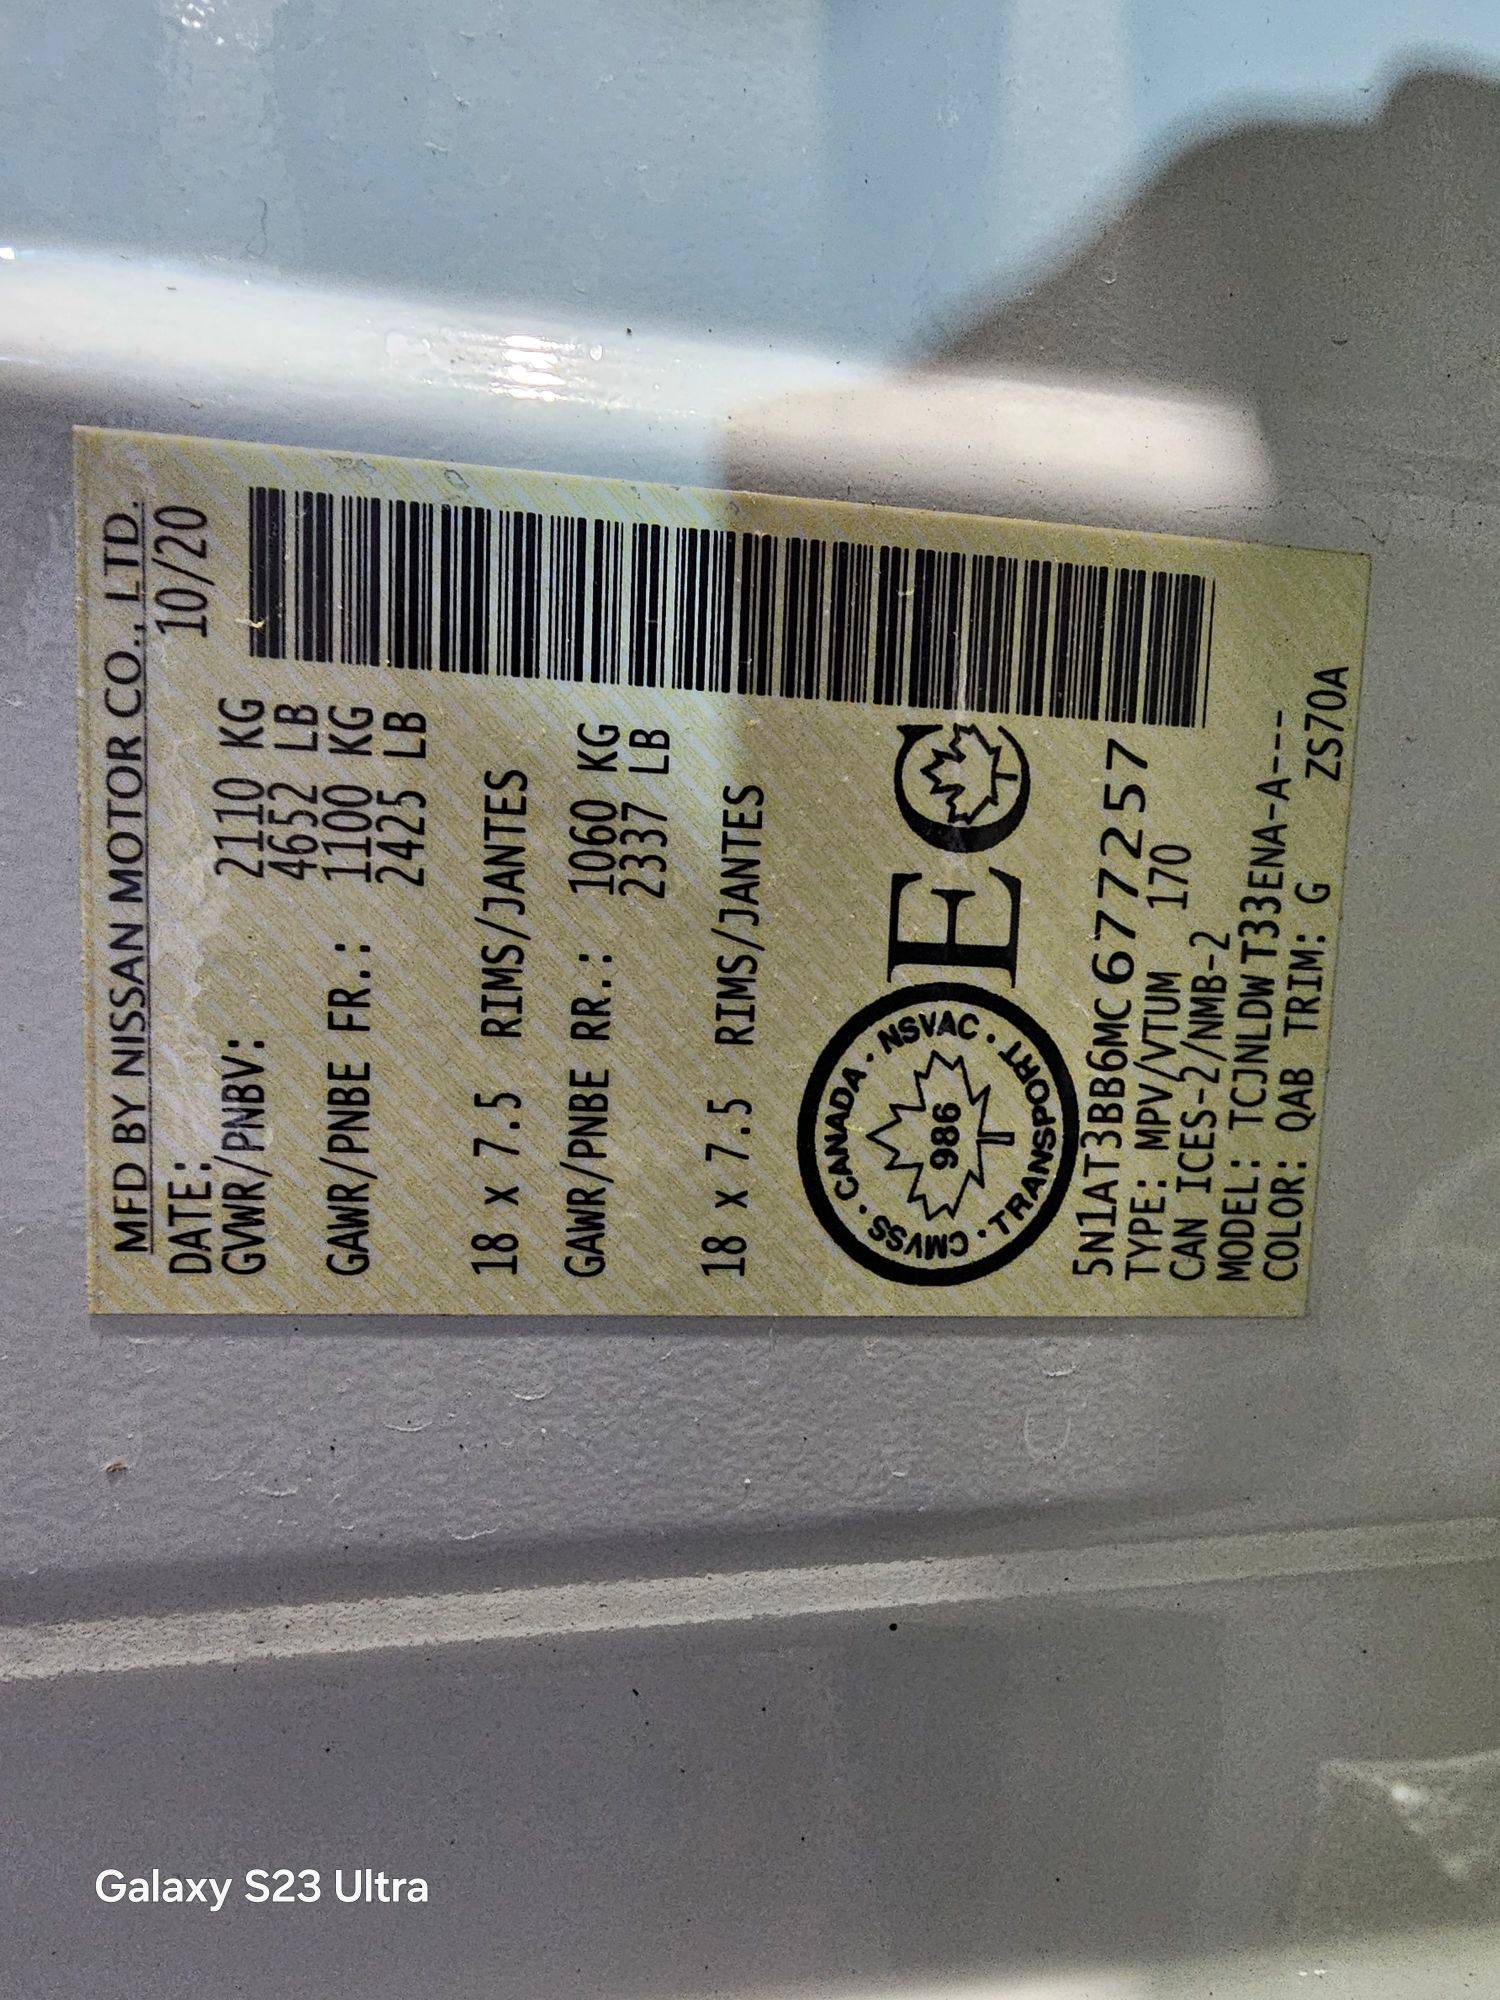 MFD BY NISSAN MOTOR CO., LTD.
DATE: 10/20
GVWR/PNBV: 2110 KG
4652 LB
GAWR/PNBE FR.: 1100 KG
2425 LB
18 x 7.5 RIMS/JANTES
GAWR/PNBE RR.: 1060 KG
2337 LB
18 x 7.5 RIMS/JANTES
CMVSS · CANADA · NSVAC · TRANSPORT ·
986
EC
5N1AT3BB6MC677257
TYPE: MPV/VTUM 170
CAN ICES-2/NMB-2
MODEL: TCJNLDWT33ENA-A---
COLOR: QAB TRIM: G ZS70A
Galaxy S23 Ultra